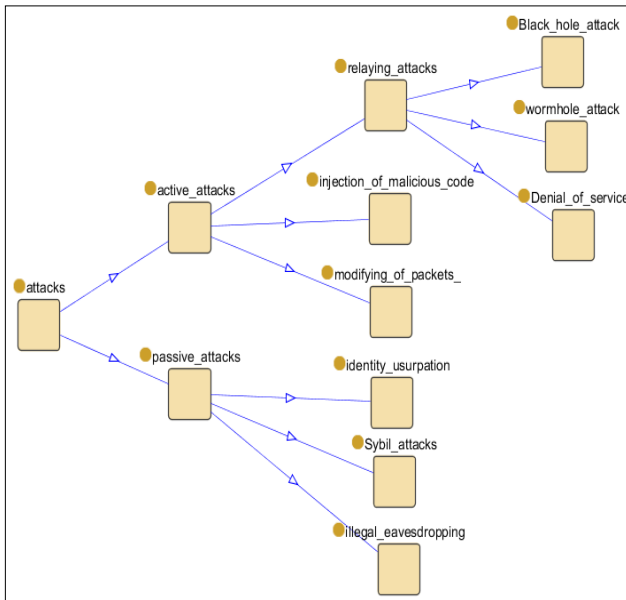 Black_hole_attack
relaying_attacks
wormhole_attack
injection_of_malicious_code
active_attacks
Denial_of_service
modifying_of_packets_
attacks
passive_attacks
identity_usurpation
Sybil_attacks
illegal_eavesdropping